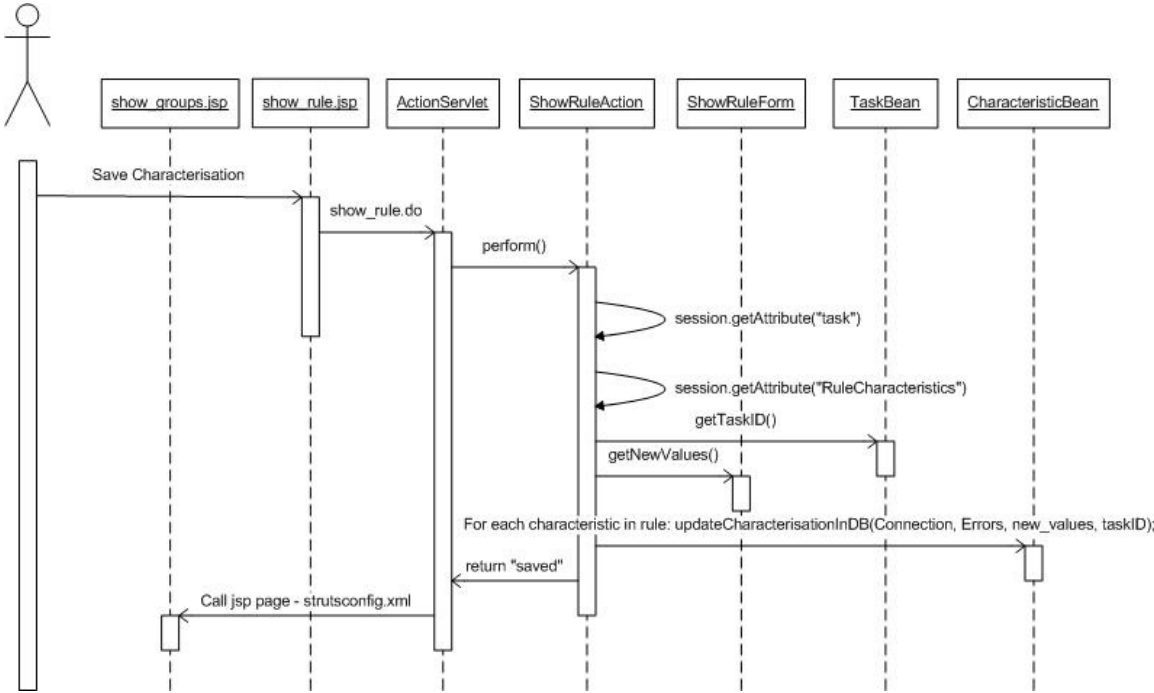 show_groups.jsp
show_rule.jsp
ActionServlet
ShowRuleAction
ShowRuleForm
TaskBean
CharacteristicBean
Save Characterisation
show_rule.do
perform()
session.getAttribute("task")
session.getAttribute("RuleCharacteristics")
getTaskID()
getNewValues()
For each characteristic in rule: updateCharacterisationInDB(Connection, Errors, new_values, taskID);
return "saved"
Call jsp page - strutsconfig.xml